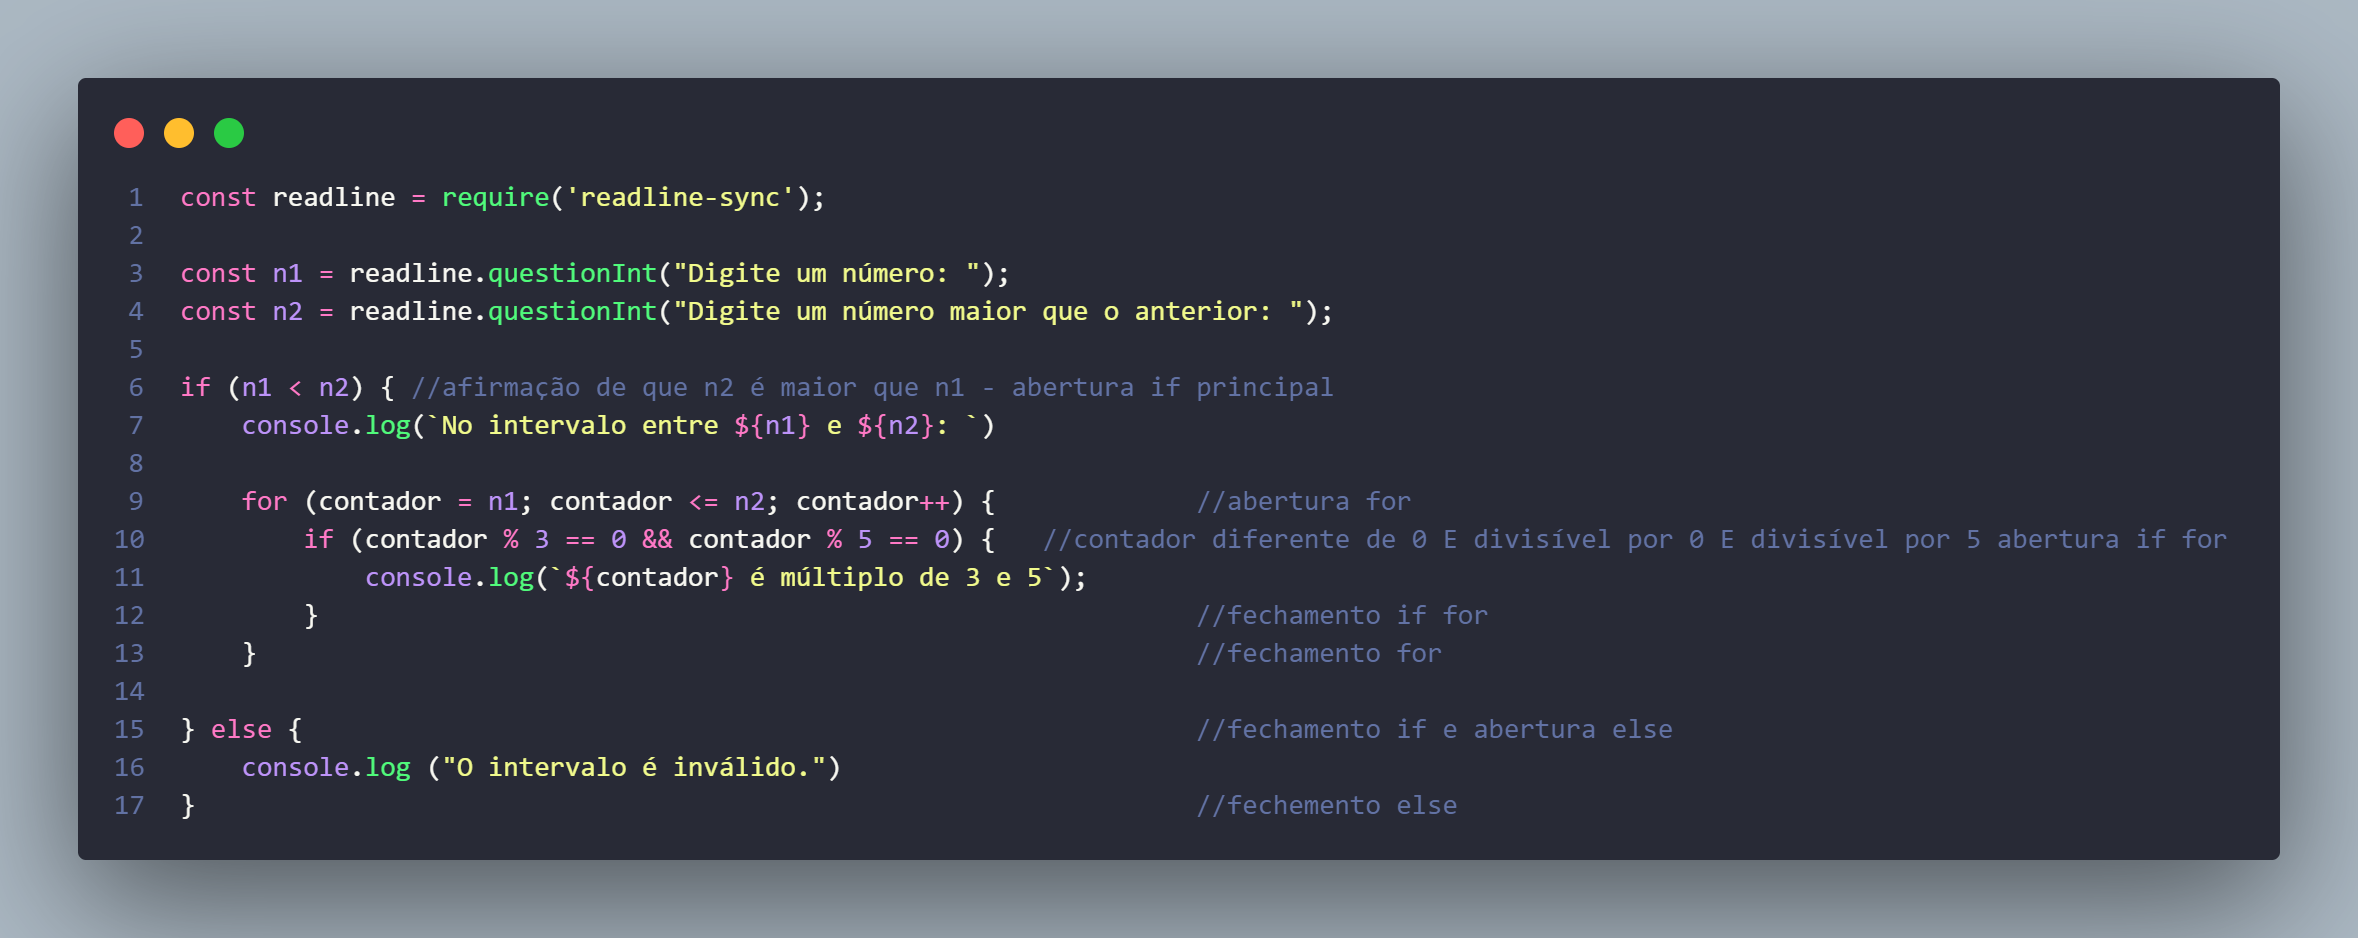 1 const readline = require('readline-sync');
2
3 const n1 = readline.questionInt("Digite um número: ");
4 const n2 = readline.questionInt("Digite um número maior que o anterior: ");
5
6 if (n1 < n2) { //afirmação de que n2 é maior que n1 - abertura if principal
7     console.log(`No intervalo entre ${n1} e ${n2}: `)
8
9     for (contador = n1; contador <= n2; contador++) {             //abertura for
10         if (contador % 3 == 0 && contador % 5 == 0) {   //contador diferente de 0 E divisível por 0 E divisível por 5 abertura if for
11             console.log(`${contador} é múltiplo de 3 e 5`);
12         }                                                         //fechamento if for
13     }                                                             //fechamento for
14
15 } else {                                                          //fechamento if e abertura else
16     console.log ("O intervalo é inválido.")
17 }                                                                 //fechemento else